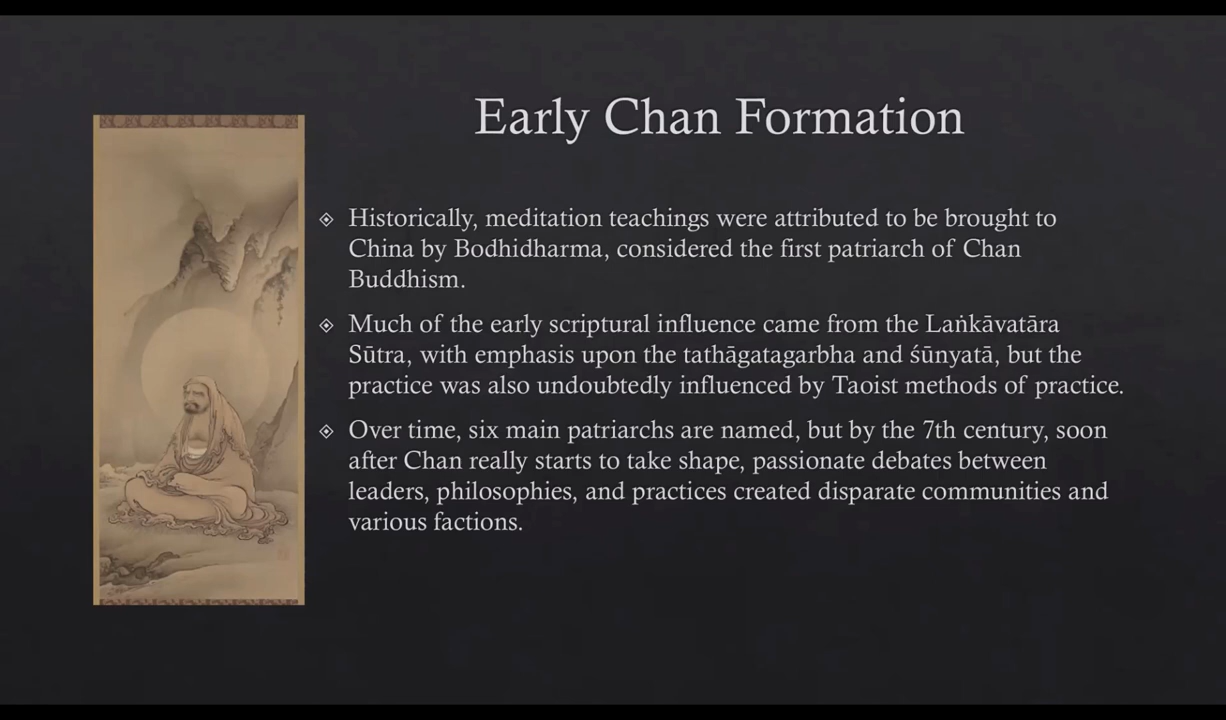 Early Chan Formation
Historically, meditation teachings were attributed to be brought to
China by Bodhidharma, considered the first patriarch of Chan
Buddhism.
Much of the early scriptural influence came from the Laṅkāvatāra
Sūtra, with emphasis upon the tathāgatagarbha and śūnyatā, but the
practice was also undoubtedly influenced by Taoist methods of practice.
Over time, six main patriarchs are named, but by the 7th century, soon
after Chan really starts to take shape, passionate debates between
leaders, philosophies, and practices created disparate communities and
various factions.